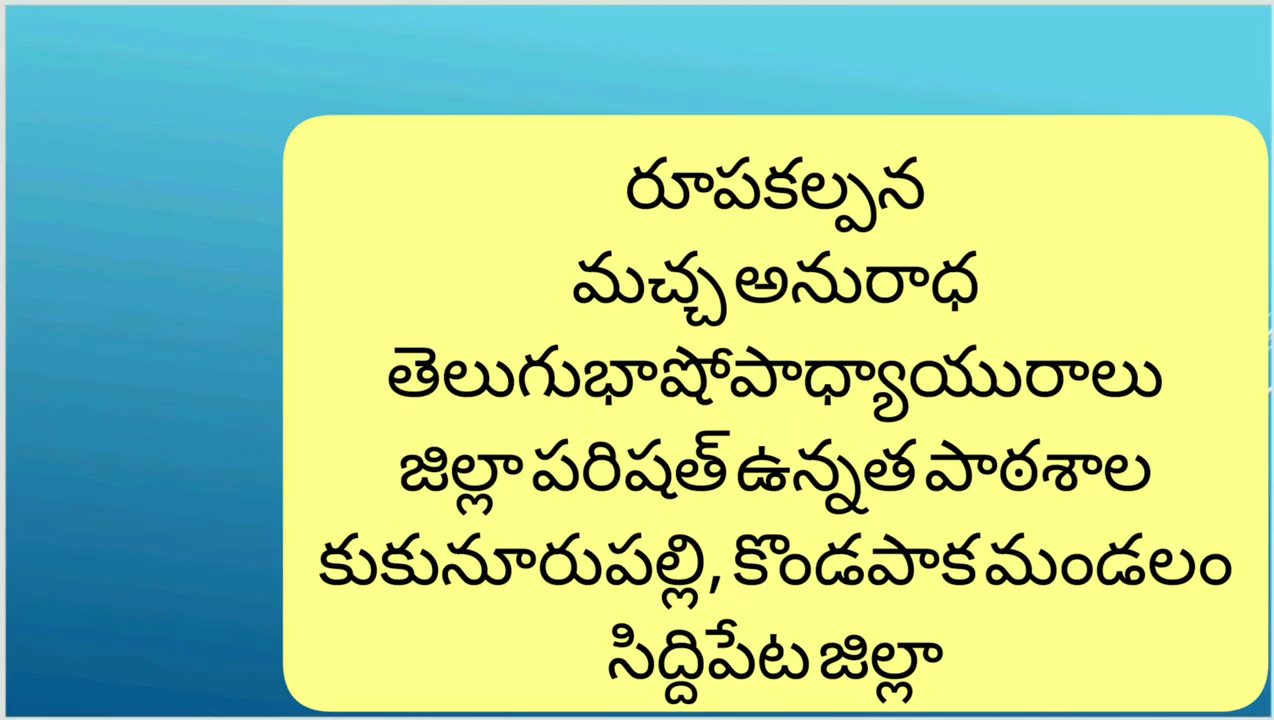 రూపకల్పన
మచ్చ అనురాధ
తెలుగుభాషోపాధ్యాయురాలు
జిల్లా పరిషత్ ఉన్నత పాఠశాల
కుకునూరుపల్లి, కొండపాక మండలం
సిద్దిపేట జిల్లా